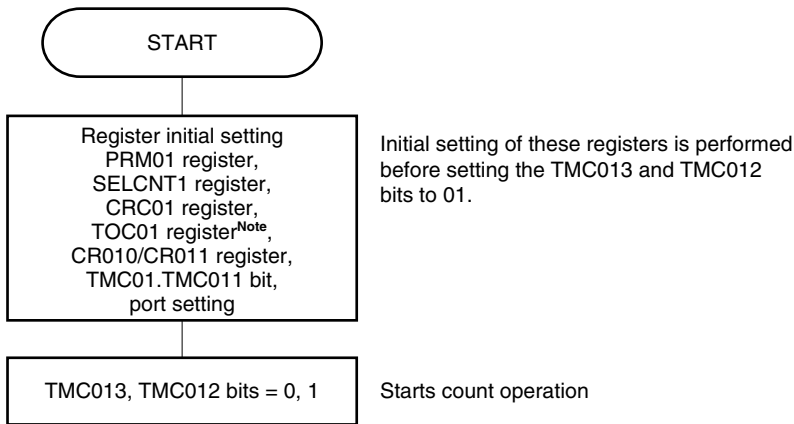 START
Register initial setting
PRM01 register,
SELCNT1 register,
CRC01 register,
TOC01 registerNote,
CR010/CR011 register,
TMC01.TMC011 bit,
port setting
Initial setting of these registers is performed
before setting the TMC013 and TMC012
bits to 01.
TMC013, TMC012 bits = 0, 1
Starts count operation